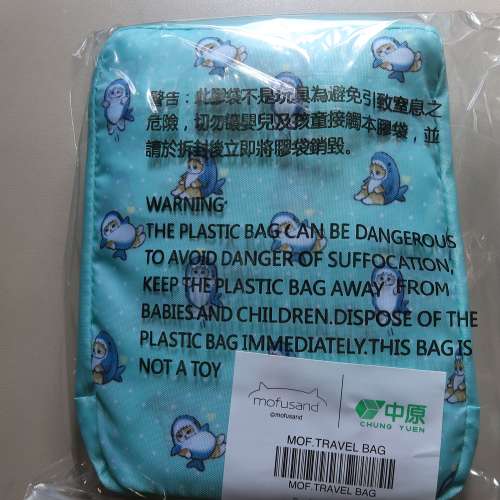 警告：此膠袋不是玩具為避免引致窒息之
危險，切勿讓嬰兒及孩童接觸本膠袋，並
請於拆封後立即將膠袋銷毀。
WARNING
THE PLASTIC BAG CAN BE DANGEROUS
TO AVOID DANGER OF SUFFOCATION,
KEEP THE PLASTIC BAG AWAY FROM
BABIES AND CHILDREN.DISPOSE OF THE
PLASTIC BAG IMMEDIATELY.THIS BAG IS
NOT A TOY
mofusand
©mofusand
中原
CHUNG YUEN
MOF.TRAVEL BAG
MOF.TRAVEL BAG